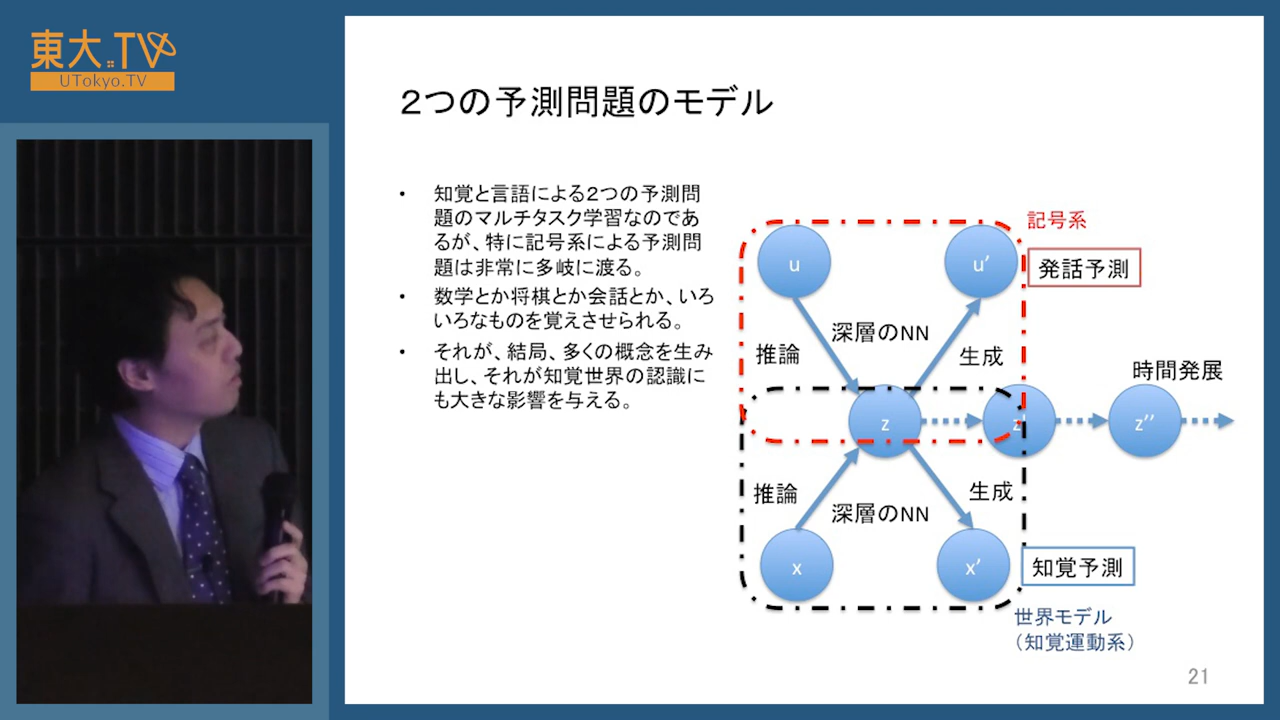 東大.TV
UTokyo.TV
2つの予測問題のモデル
• 知覚と言語による2つの予測問
題のマルチタスク学習なのであ
るが、特に記号系による予測問
題は非常に多岐に渡る。
• 数学とか将棋とか会話とか、いろ
いろなものを覚えさせられる。
• それが、結局、多くの概念を生み
出し、それが知覚世界の認識に
も大きな影響を与える。
記号系
u
u′
発話予測
深層のNN
推論
生成
時間発展
z
z′
z′′
推論
生成
深層のNN
x
x′
知覚予測
世界モデル
（知覚運動系）
21